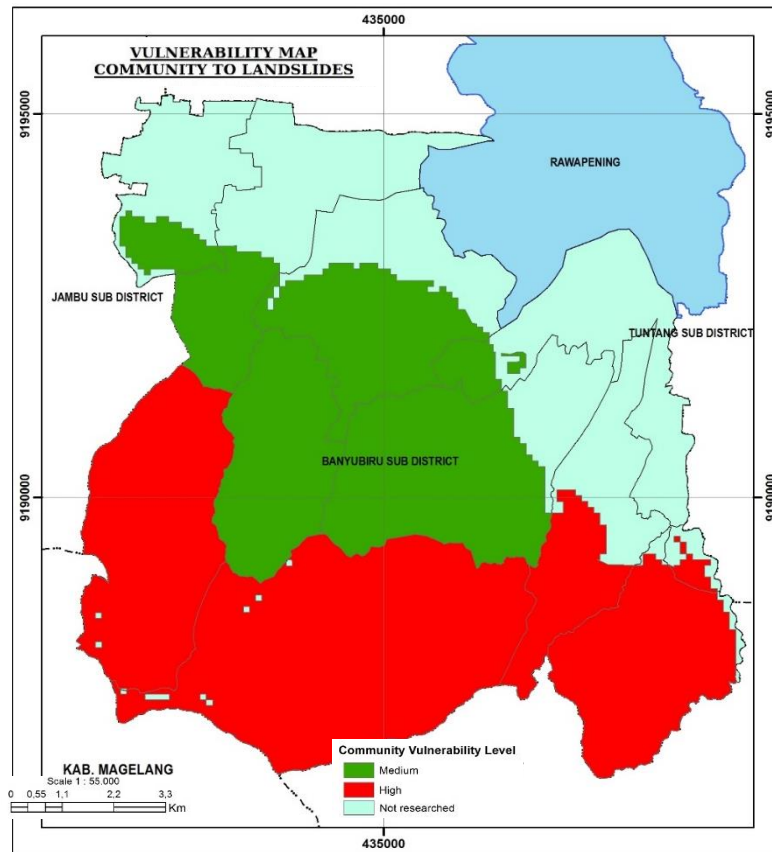 435000
VULNERABILITY MAP
COMMUNITY TO LANDSLIDES
9195000
9195000
RAWAPENING
JAMBU SUB DISTRICT
TUNTANG SUB DISTRICT
BANYUBIRU SUB DISTRICT
9190000
9190000
KAB. MAGELANG
Scale 1 : 55.000
0 0,55 1,1 2,2 3,3
Km
Community Vulnerability Level
Medium
High
Not researched
435000